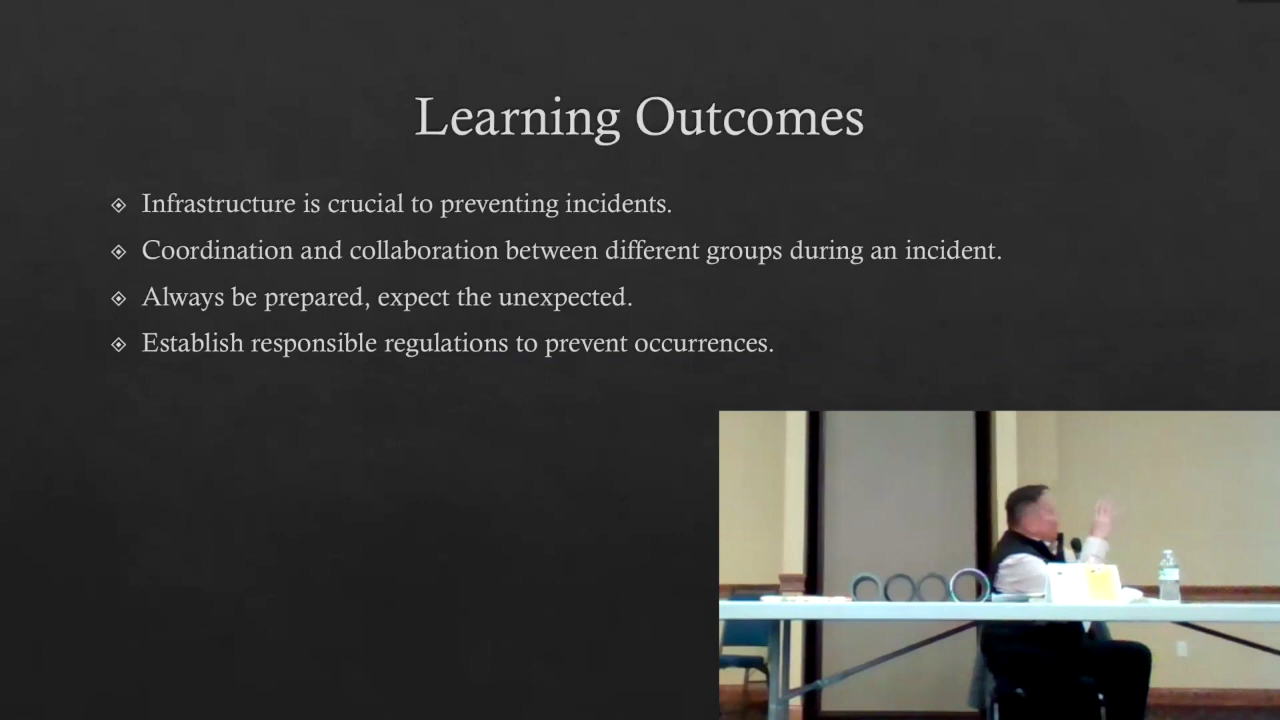 Learning Outcomes
Infrastructure is crucial to preventing incidents.
Coordination and collaboration between different groups during an incident.
Always be prepared, expect the unexpected.
Establish responsible regulations to prevent occurrences.